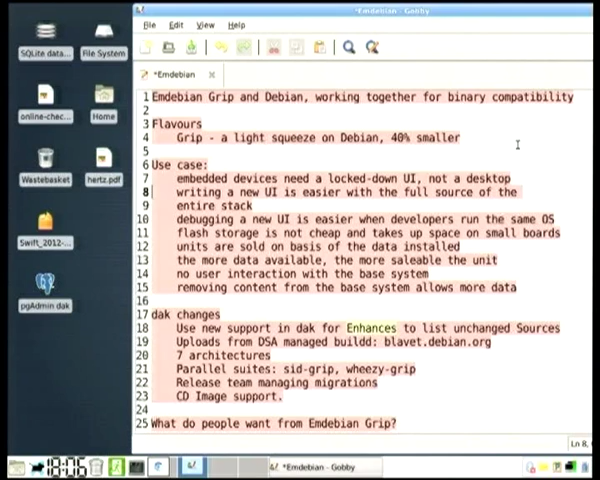 *Emdebian - Gobby
File Edit View Help
*Emdebian
SQLite data...
File System
online-chec...
Home
Wastebasket
hertz.pdf
Swift_2012-...
pgAdmin dak
1 Emdebian Grip and Debian, working together for binary compatibility
2
3 Flavours
4 Grip - a light squeeze on Debian, 40% smaller
5
6 Use case:
7 embedded devices need a locked-down UI, not a desktop
8 writing a new UI is easier with the full source of the
9 entire stack
10 debugging a new UI is easier when developers run the same OS
11 flash storage is not cheap and takes up space on small boards
12 units are sold on basis of the data installed
13 the more data available, the more saleable the unit
14 no user interaction with the base system
15 removing content from the base system allows more data
16
17 dak changes
18 Use new support in dak for Enhances to list unchanged Sources
19 Uploads from DSA managed buildd: blavet.debian.org
20 7 architectures
21 Parallel suites: sid-grip, wheezy-grip
22 Release team managing migrations
23 CD Image support.
24
25 What do people want from Emdebian Grip?
Ln 8,
18:06
*Emdebian - Gobby